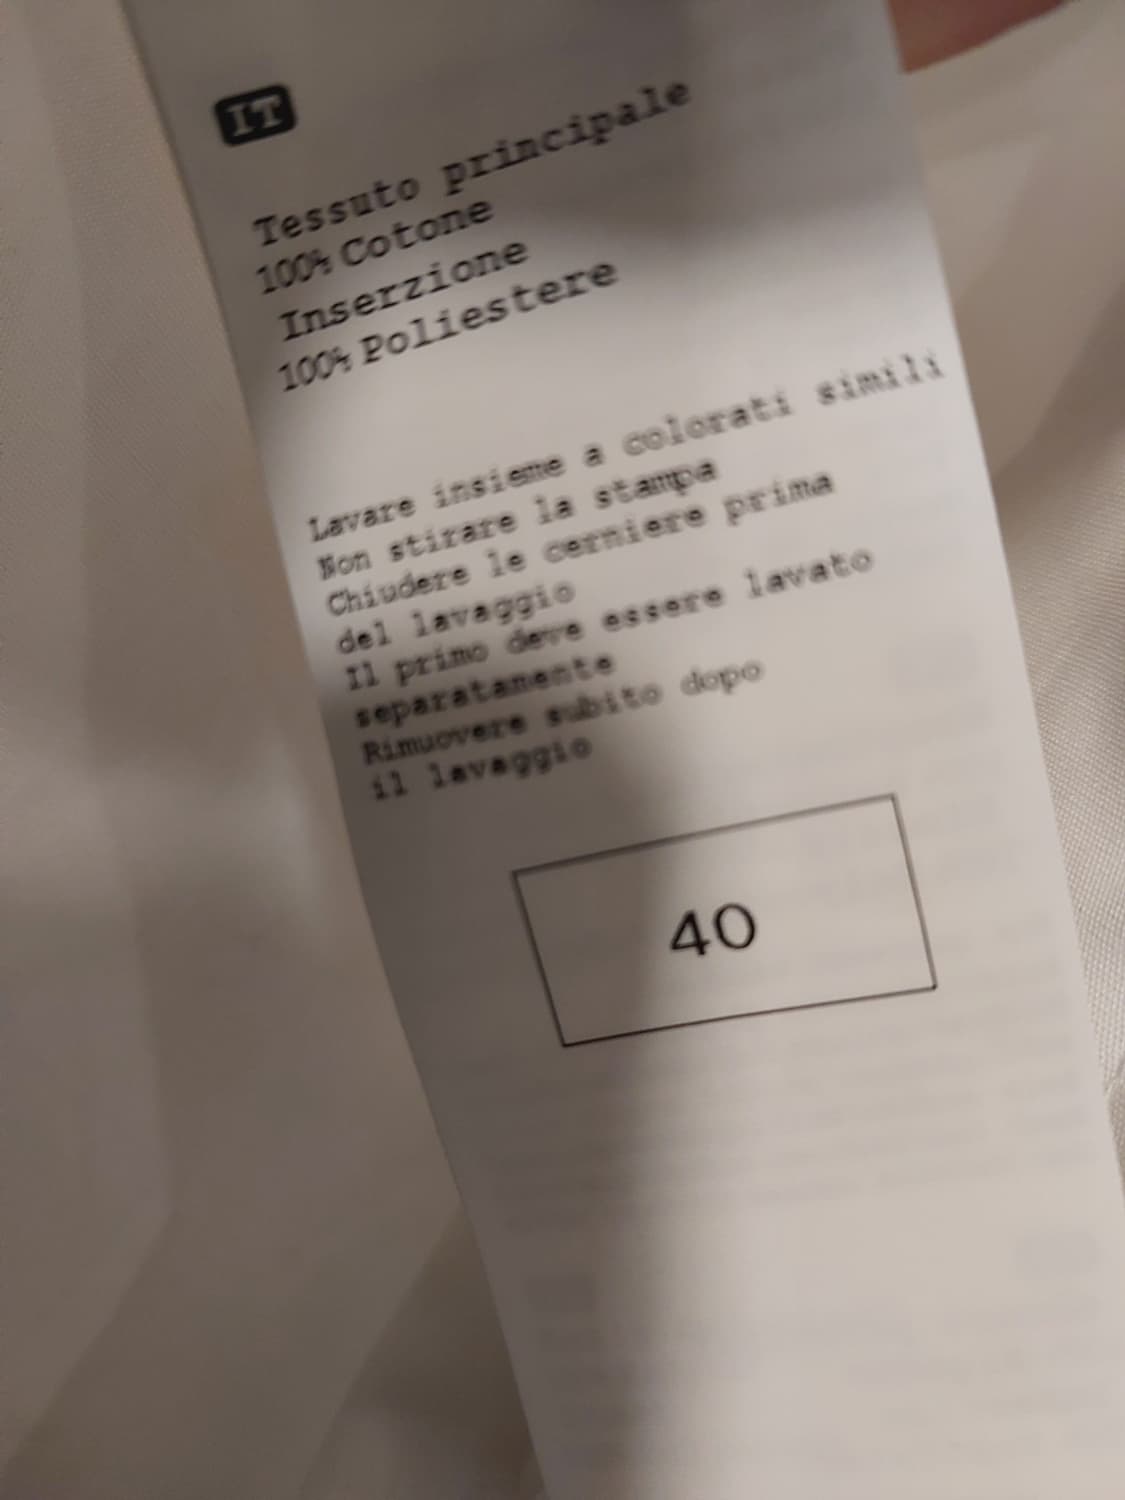 IT
Tessuto principale
100% Cotone
Inserzione
100% Poliestere
Lavare insieme a colorati simili
Non stirare la stampa
Chiudere le cerniere prima
del lavaggio
Il primo deve essere lavato
separatamente
Rimuovere subito dopo
il lavaggio
40